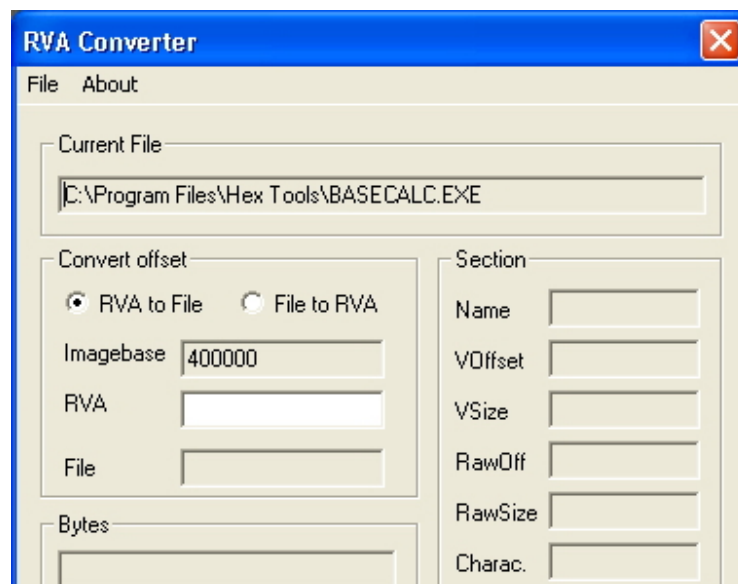 RVA Converter
File About
Current File
C:\Program Files\Hex Tools\BASECALC.EXE
Convert offset
RVA to File File to RVA
Imagebase 400000
RVA
File
Bytes
Section
Name
VOffset
VSize
RawOff
RawSize
Charac.